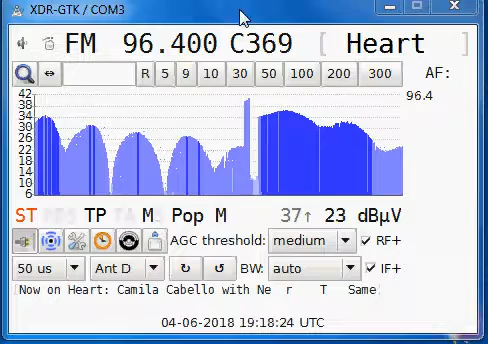 XDR-GTK / COM3
FM 96.400 C369 [ Heart ]
R 5 9 10 30 50 100 200 300 AF:
96.4
42
38
34
30
26
22
18
14
10
6
ST TP M Pop M 37↑ 23 dBµV
AGC threshold: medium RF+
50 us Ant D BW: auto IF+
[Now on Heart: Camila Cabello with Ne r T Same]
04-06-2018 19:18:24 UTC